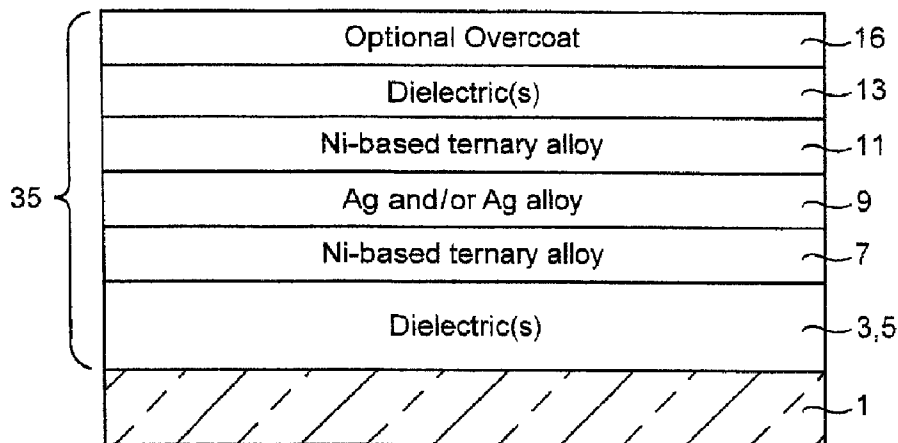 Optional Overcoat 16
Dielectric(s) 13
Ni-based ternary alloy 11
35 Ag and/or Ag alloy 9
Ni-based ternary alloy 7
Dielectric(s) 3,5
1